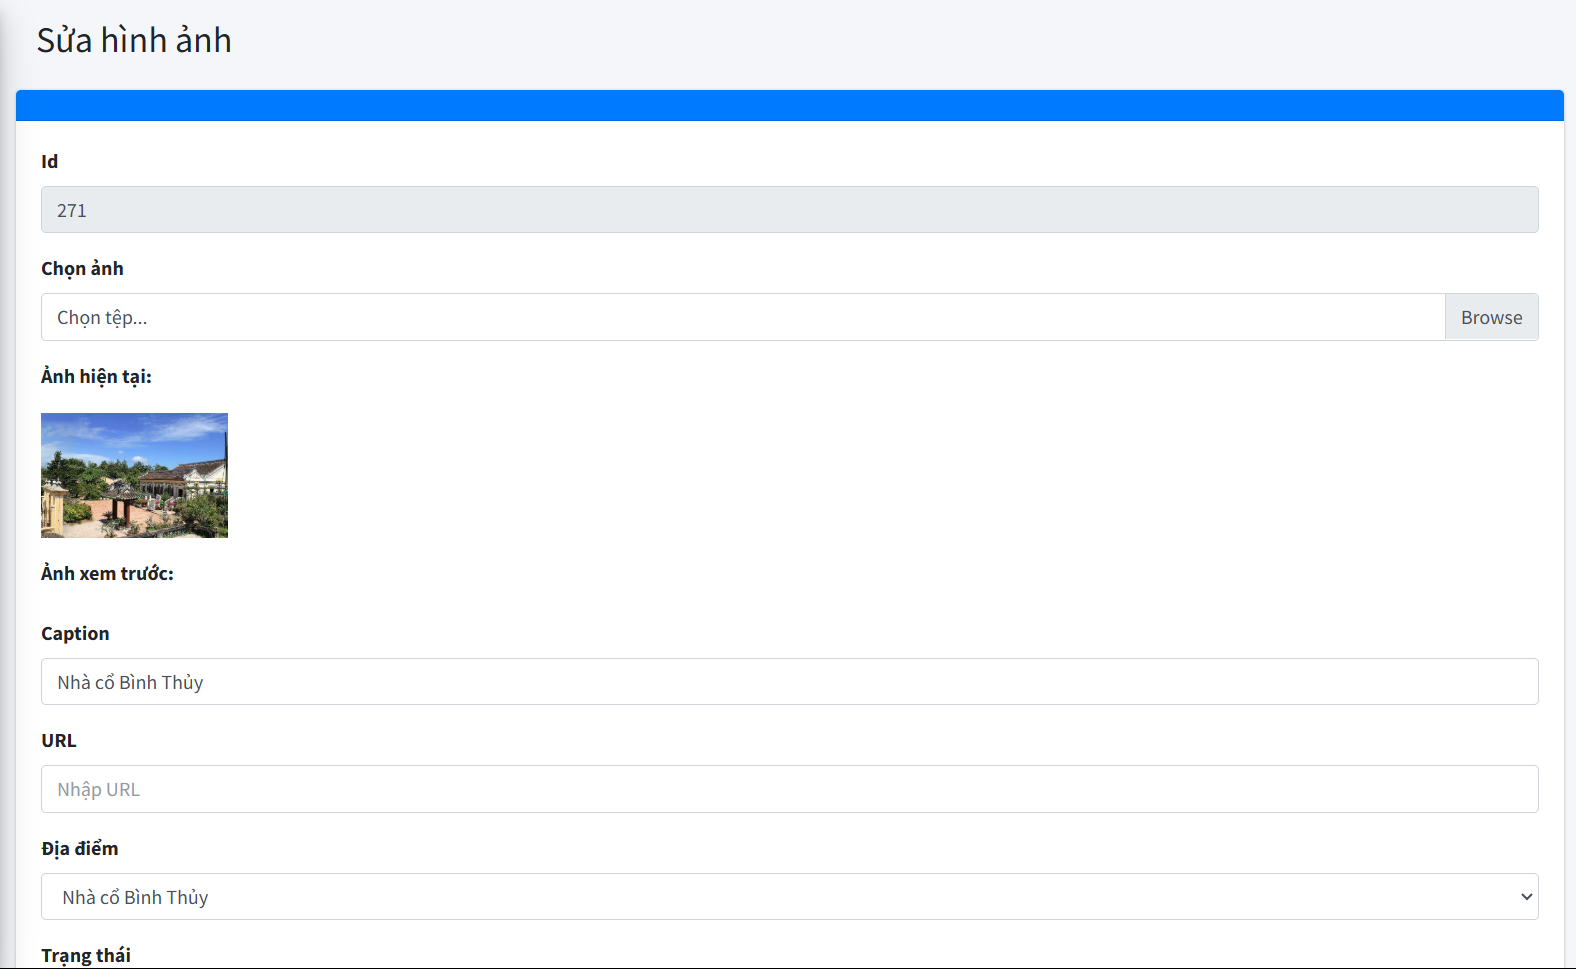 Sửa hình ảnh
Id
271
Chọn ảnh
Chọn tệp...
Browse
Ảnh hiện tại:
Ảnh xem trước:
Caption
Nhà cổ Bình Thủy
URL
Nhập URL
Địa điểm
Nhà cổ Bình Thủy
Trạng thái